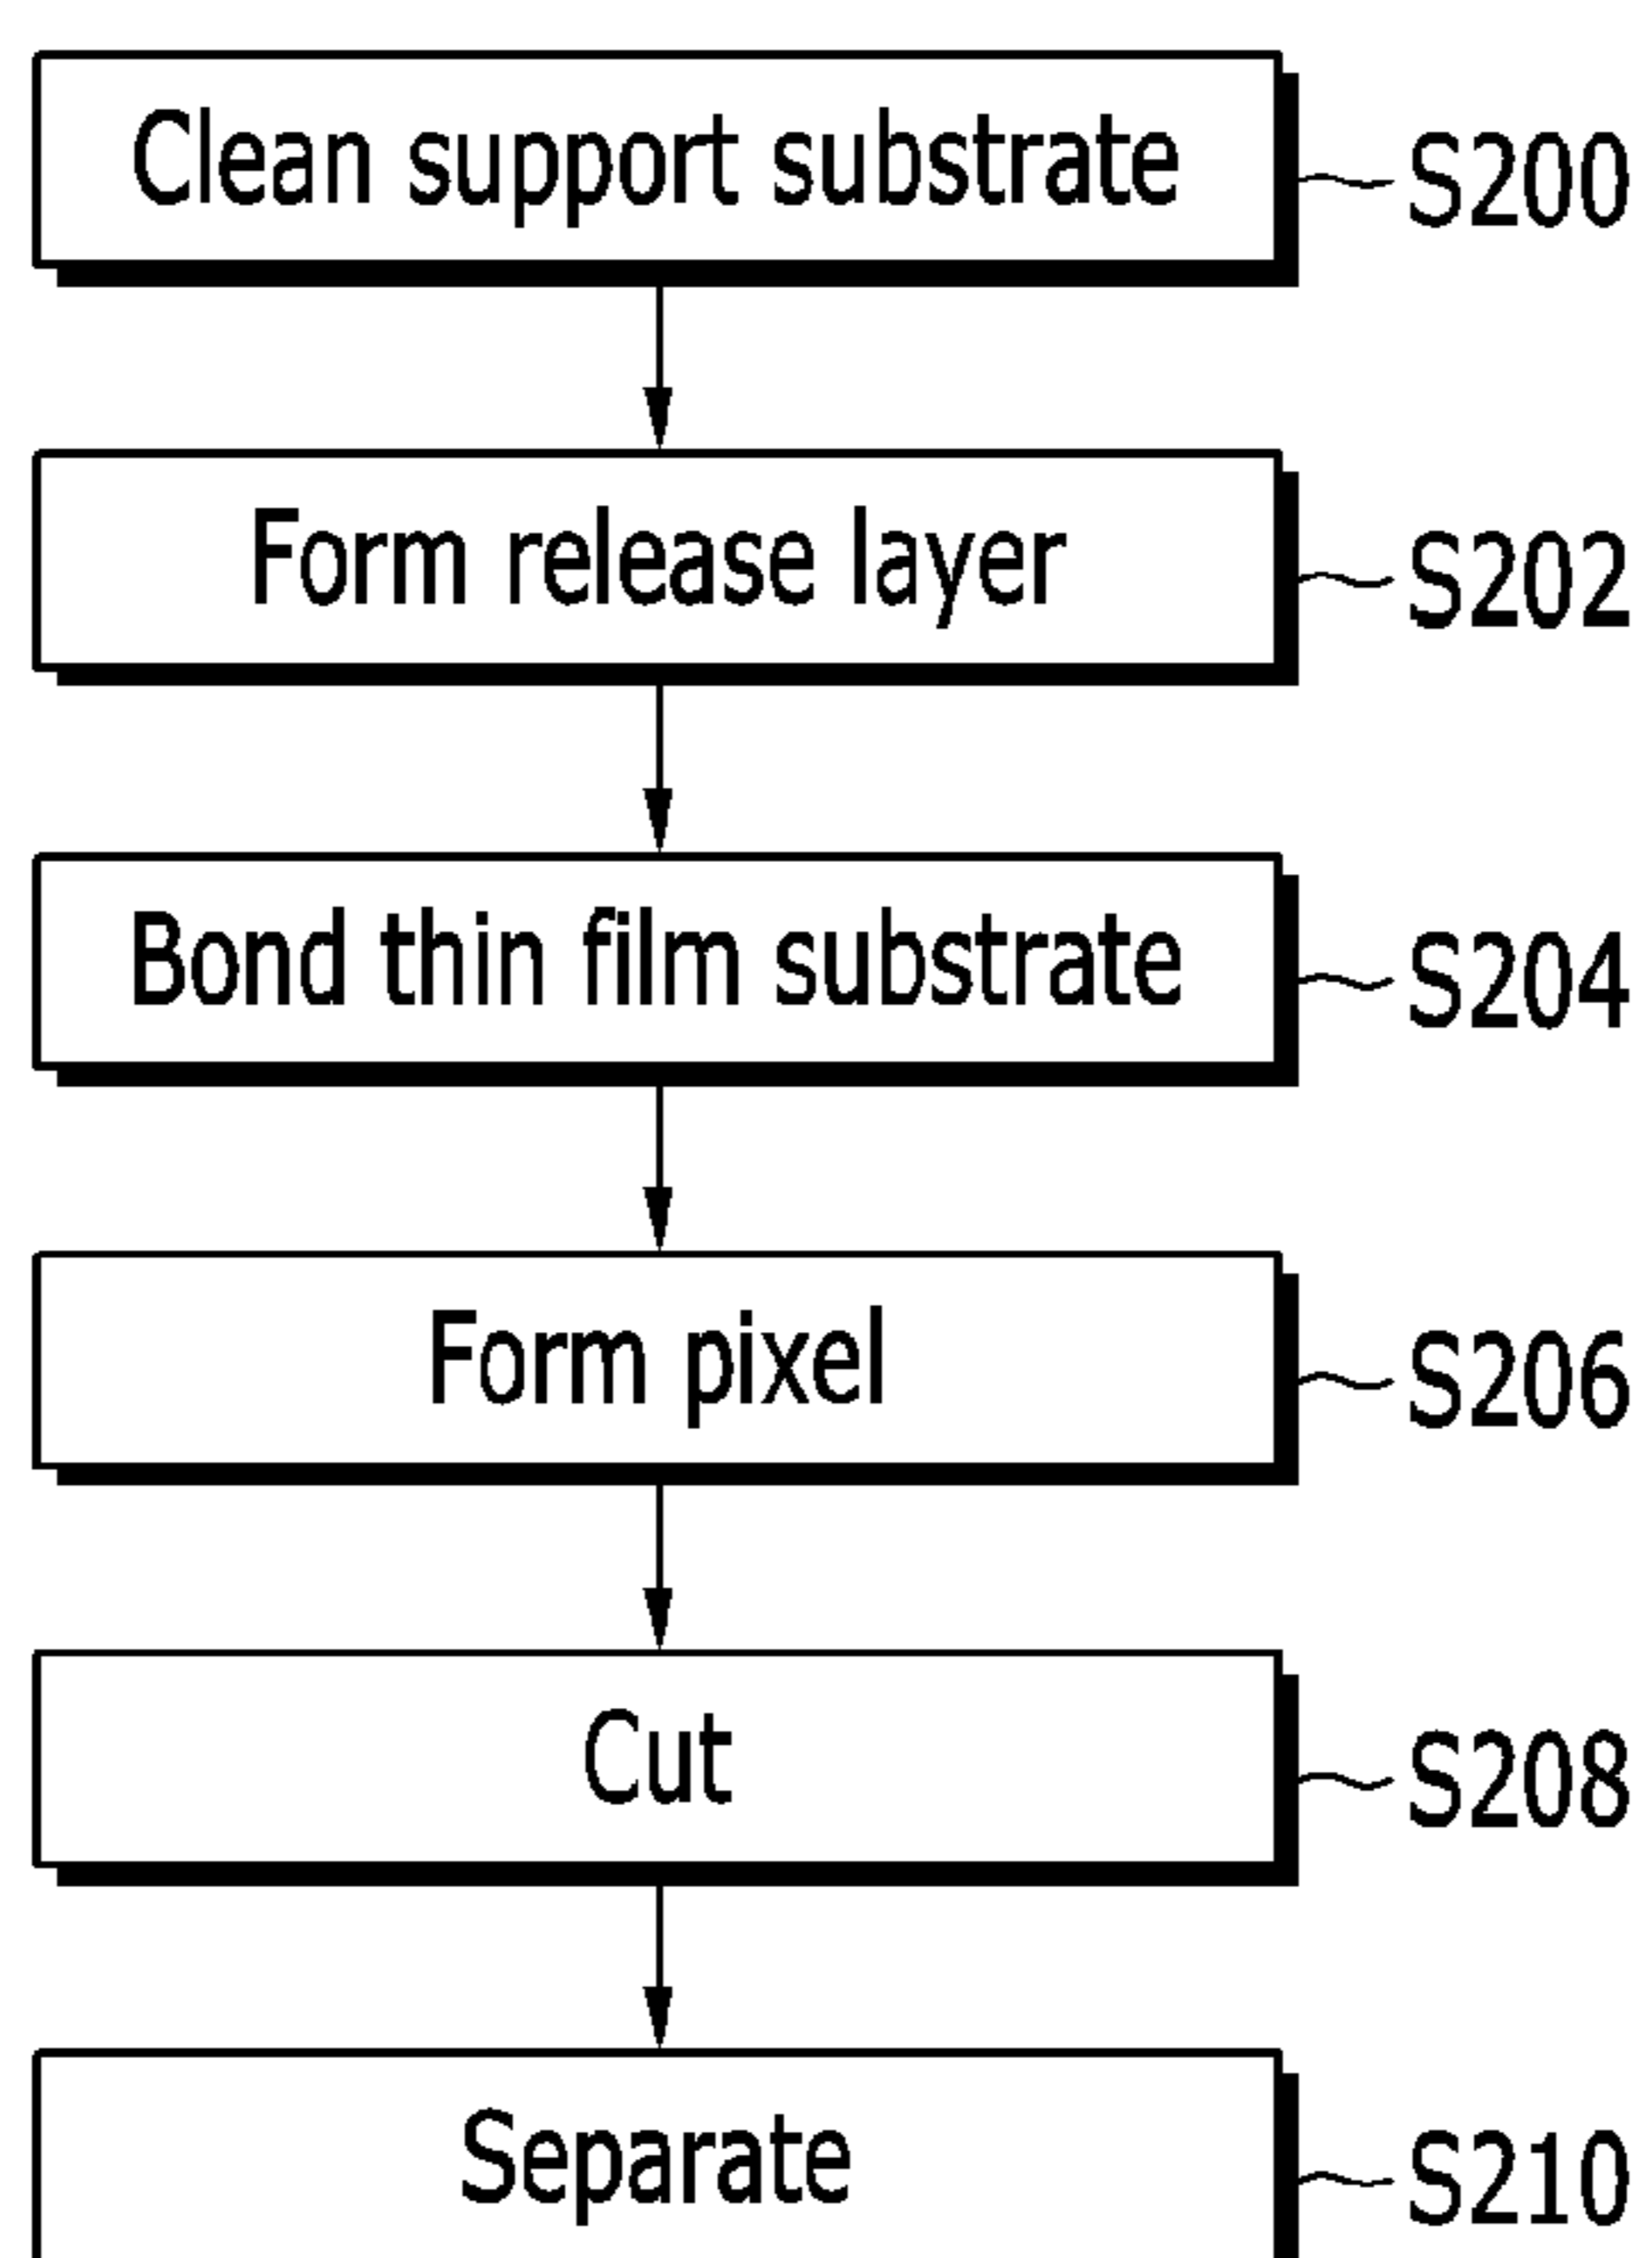 Clean support substrate
S200
Form release layer
S202
Bond thin film substrate
S204
Form pixel
S206
Cut
S208
Separate
S210